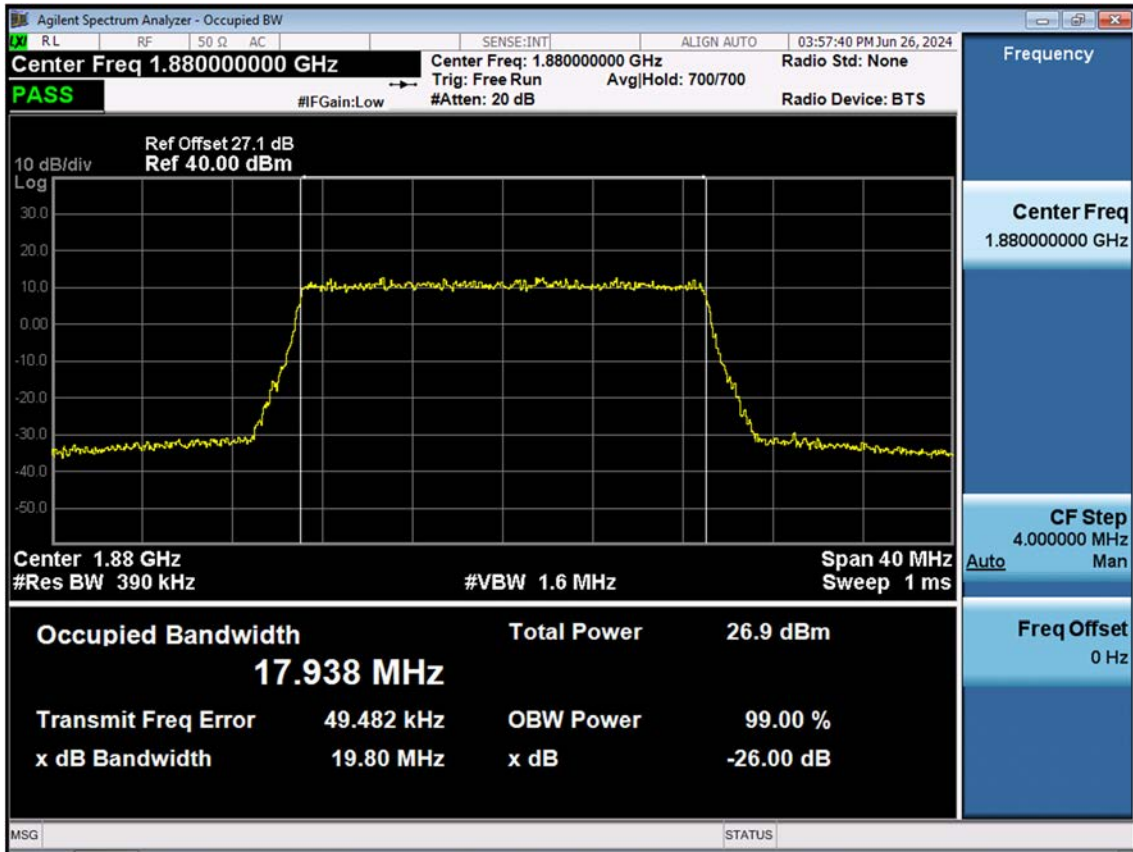 Agilent Spectrum Analyzer - Occupied BW
LXI RL RF 50 Ω AC SENSE:INT ALIGN AUTO 03:57:40 PM Jun 26, 2024
Center Freq 1.880000000 GHz
PASS
#IFGain:Low
Center Freq: 1.880000000 GHz
Trig: Free Run Avg|Hold: 700/700
#Atten: 20 dB
Radio Std: None
Radio Device: BTS
Frequency
Ref Offset 27.1 dB
10 dB/div Ref 40.00 dBm
Log
30.0
20.0
10.0
0.00
-10.0
-20.0
-30.0
-40.0
-50.0
Center 1.88 GHz Span 40 MHz
#Res BW 390 kHz #VBW 1.6 MHz Sweep 1 ms
Center Freq
1.880000000 GHz
CF Step
4.000000 MHz
Auto Man
Freq Offset
0 Hz
Occupied Bandwidth Total Power 26.9 dBm
17.938 MHz
Transmit Freq Error 49.482 kHz OBW Power 99.00 %
x dB Bandwidth 19.80 MHz x dB -26.00 dB
MSG STATUS